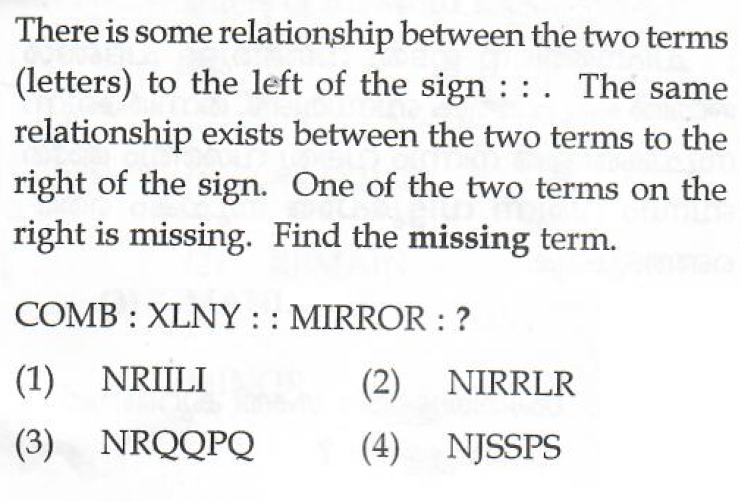 There is some relationship between the two terms
(letters) to the left of the sign : : . The same
relationship exists between the two terms to the
right of the sign. One of the two terms on the
right is missing. Find the missing term.
COMB : XLNY : : MIRROR : ?
(1) NRIILI (2) NIRRLR
(3) NRQQPQ (4) NJSSPS